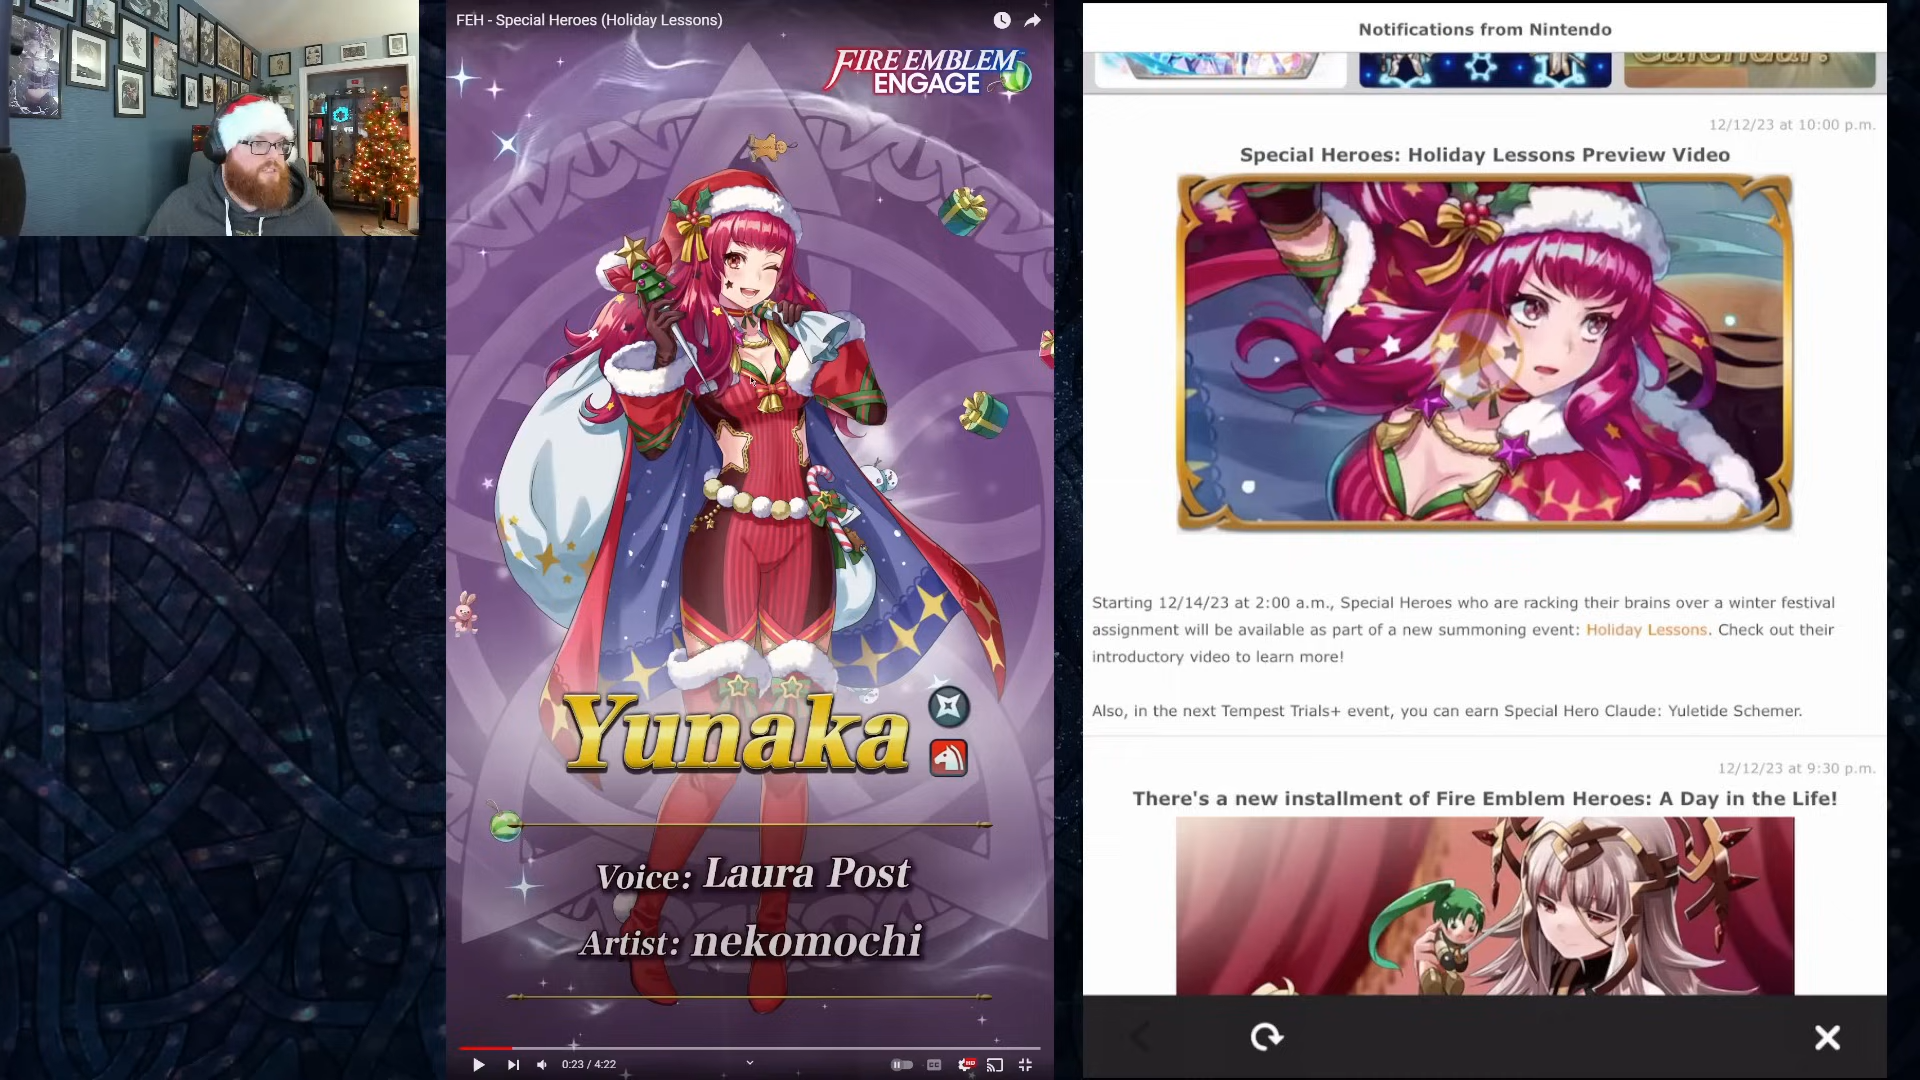 FEH - Special Heroes (Holiday Lessons)
FIRE EMBLEM
ENGAGE
Yunaka
Voice: Laura Post
Artist: nekomochi
0:23 / 4:22
CC
HD
Notifications from Nintendo
Calendar!
12/12/23 at 10:00 p.m.
Special Heroes: Holiday Lessons Preview Video
Starting 12/14/23 at 2:00 a.m., Special Heroes who are racking their brains over a winter festival
assignment will be available as part of a new summoning event: Holiday Lessons. Check out their
introductory video to learn more!
Also, in the next Tempest Trials+ event, you can earn Special Hero Claude: Yuletide Schemer.
12/12/23 at 9:30 p.m.
There's a new installment of Fire Emblem Heroes: A Day in the Life!